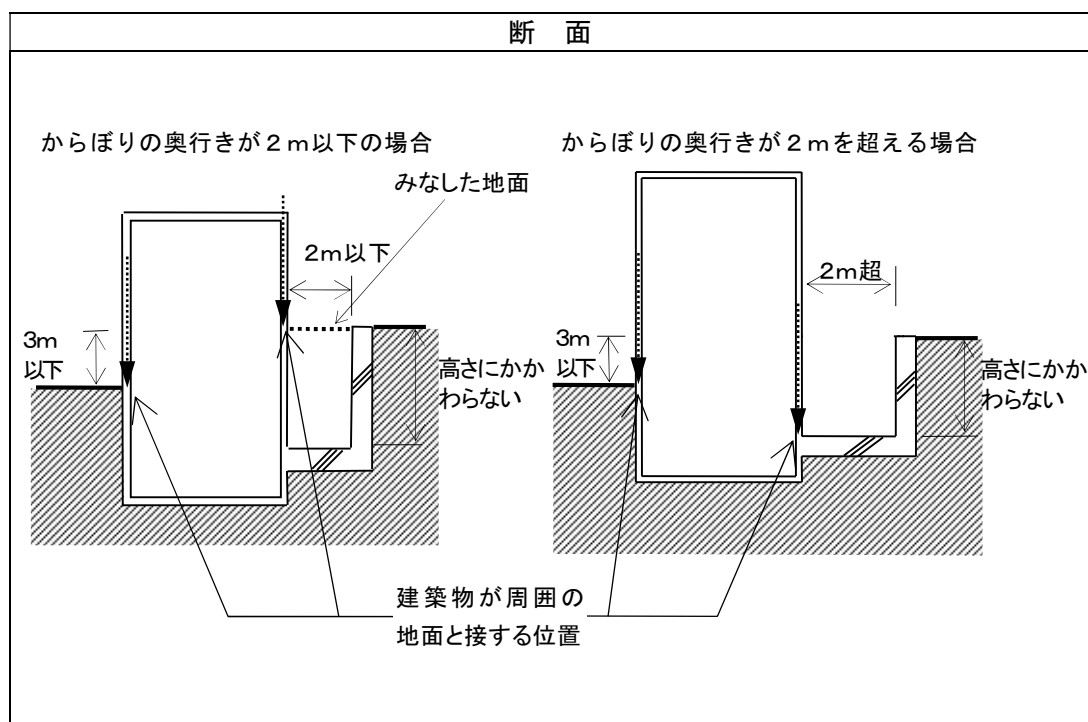 断 面
からぼりの奥行きが２ｍ以下の場合
からぼりの奥行きが２ｍを超える場合
みなした地面
２ｍ以下
２ｍ超
3m
以下
高さにかか
わらない
3m
以下
高さにかか
わらない
建築物が周囲の
地面と接する位置